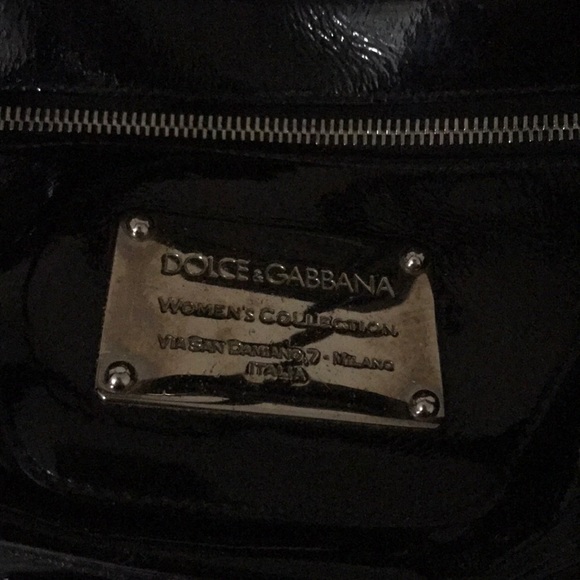 DOLCE & GABBANA
WOMEN'S COLLECTION
VIA SAN DAMIANO,7 - MILANO
ITALIA